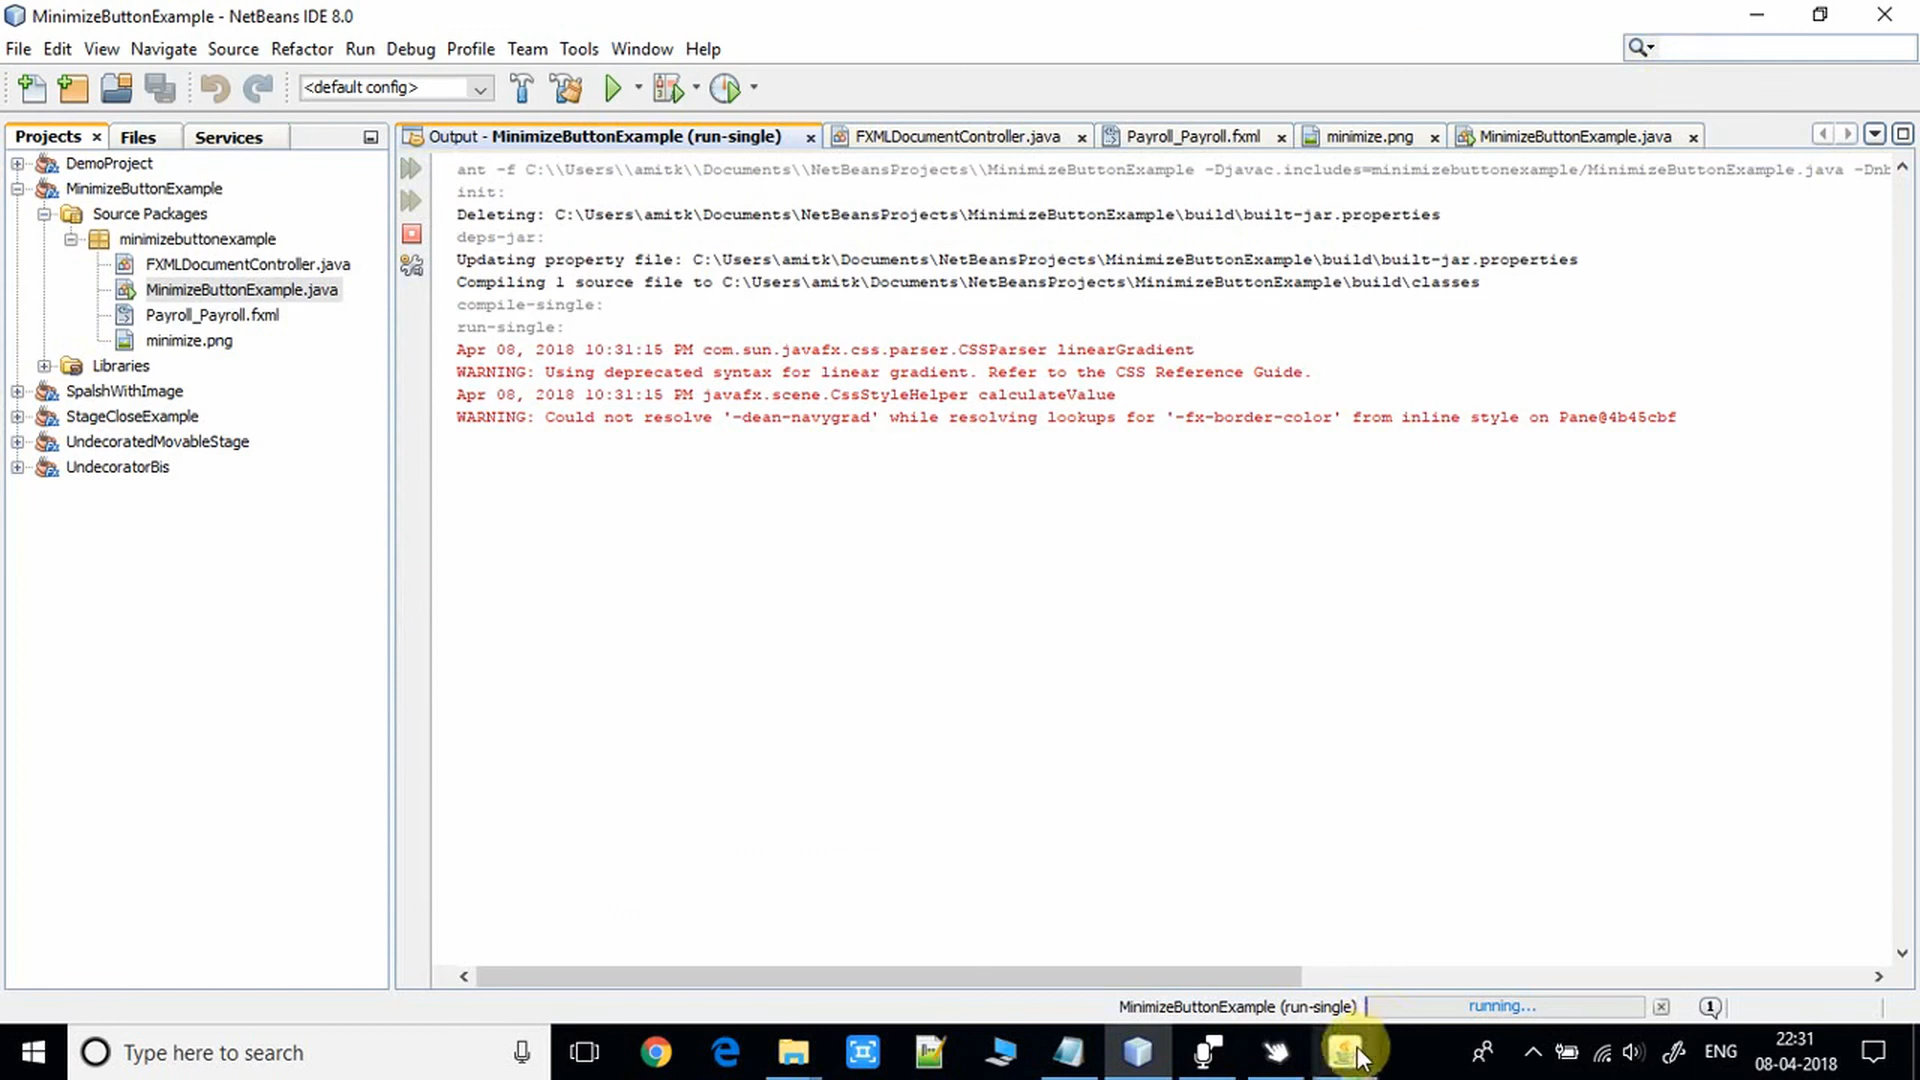 MinimizeButtonExample - NetBeans IDE 8.0
File Edit View Navigate Source Refactor Run Debug Profile Team Tools Window Help
<default config>
Projects Files Services
Output - MinimizeButtonExample (run-single) FXMLDocumentController.java Payroll_Payroll.fxml minimize.png MinimizeButtonExample.java
DemoProject
MinimizeButtonExample
Source Packages
minimizebuttonexample
FXMLDocumentController.java
MinimizeButtonExample.java
Payroll_Payroll.fxml
minimize.png
Libraries
SpalshWithImage
StageCloseExample
UndecoratedMovableStage
UndecoratorBis
ant -f C:\\Users\\amitk\\Documents\\NetBeansProjects\\MinimizeButtonExample -Djavac.includes=minimizebuttonexample/MinimizeButtonExample.java -Dnb
init:
Deleting: C:\Users\amitk\Documents\NetBeansProjects\MinimizeButtonExample\build\built-jar.properties
deps-jar:
Updating property file: C:\Users\amitk\Documents\NetBeansProjects\MinimizeButtonExample\build\built-jar.properties
Compiling 1 source file to C:\Users\amitk\Documents\NetBeansProjects\MinimizeButtonExample\build\classes
compile-single:
run-single:
Apr 08, 2018 10:31:15 PM com.sun.javafx.css.parser.CSSParser linearGradient
WARNING: Using deprecated syntax for linear gradient. Refer to the CSS Reference Guide.
Apr 08, 2018 10:31:15 PM javafx.scene.CssStyleHelper calculateValue
WARNING: Could not resolve '-dean-navygrad' while resolving lookups for '-fx-border-color' from inline style on Pane@4b45cbf
MinimizeButtonExample (run-single) running... 1
Type here to search
ENG
22:31
08-04-2018